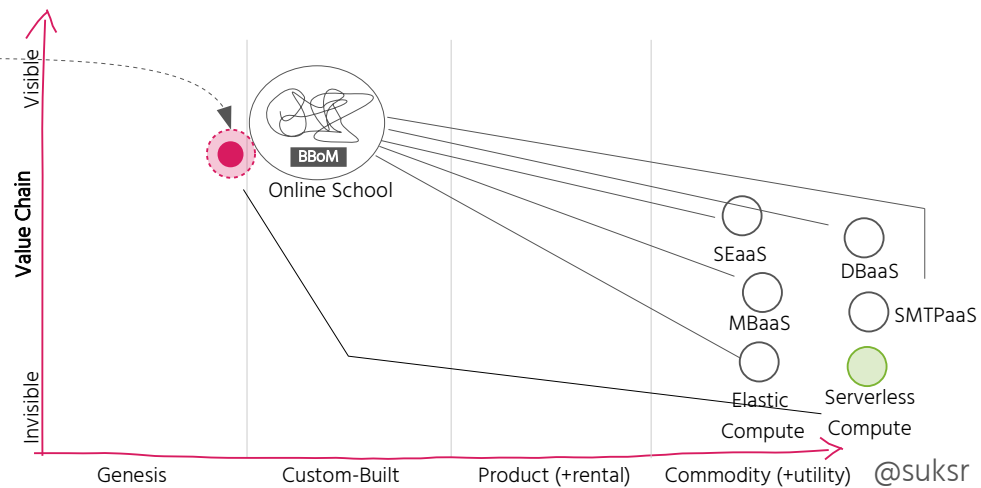 Visible
Value Chain
Invisible
BBoM
Online School
SEaaS
DBaaS
MBaaS
SMTPaaS
Elastic
Compute
Serverless
Compute
Genesis
Custom-Built
Product (+rental)
Commodity (+utility)
@suksr